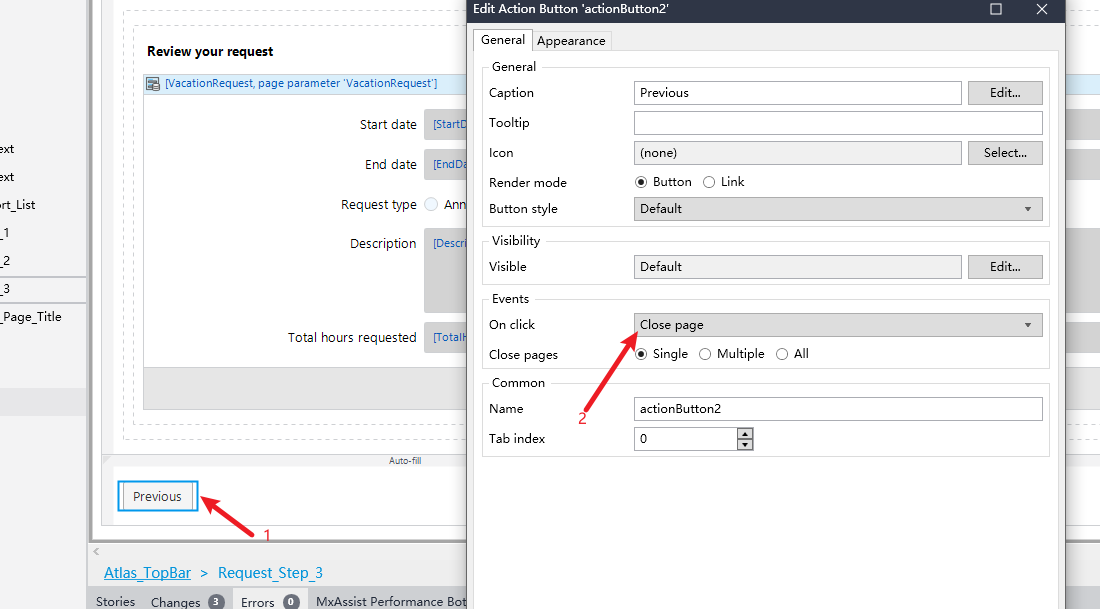 Edit Action Button 'actionButton2'
General Appearance
General
Caption Previous Edit...
Tooltip
Icon (none) Select...
Render mode Button Link
Button style Default
Visibility
Visible Default Edit...
Events
On click Close page
Close pages Single Multiple All
Common
Name actionButton2
Tab index 0
2
Review your request
[VacationRequest, page parameter 'VacationRequest']
Start date [StartD
End date [EndDa
Request type Ann
Description [Descri
Total hours requested [TotalH
Auto-fill
Previous
1
ext
ext
rt_List
_1
_2
_3
_Page_Title
<
Atlas_TopBar > Request_Step_3
Stories Changes 3 Errors 0 MxAssist Performance Bot